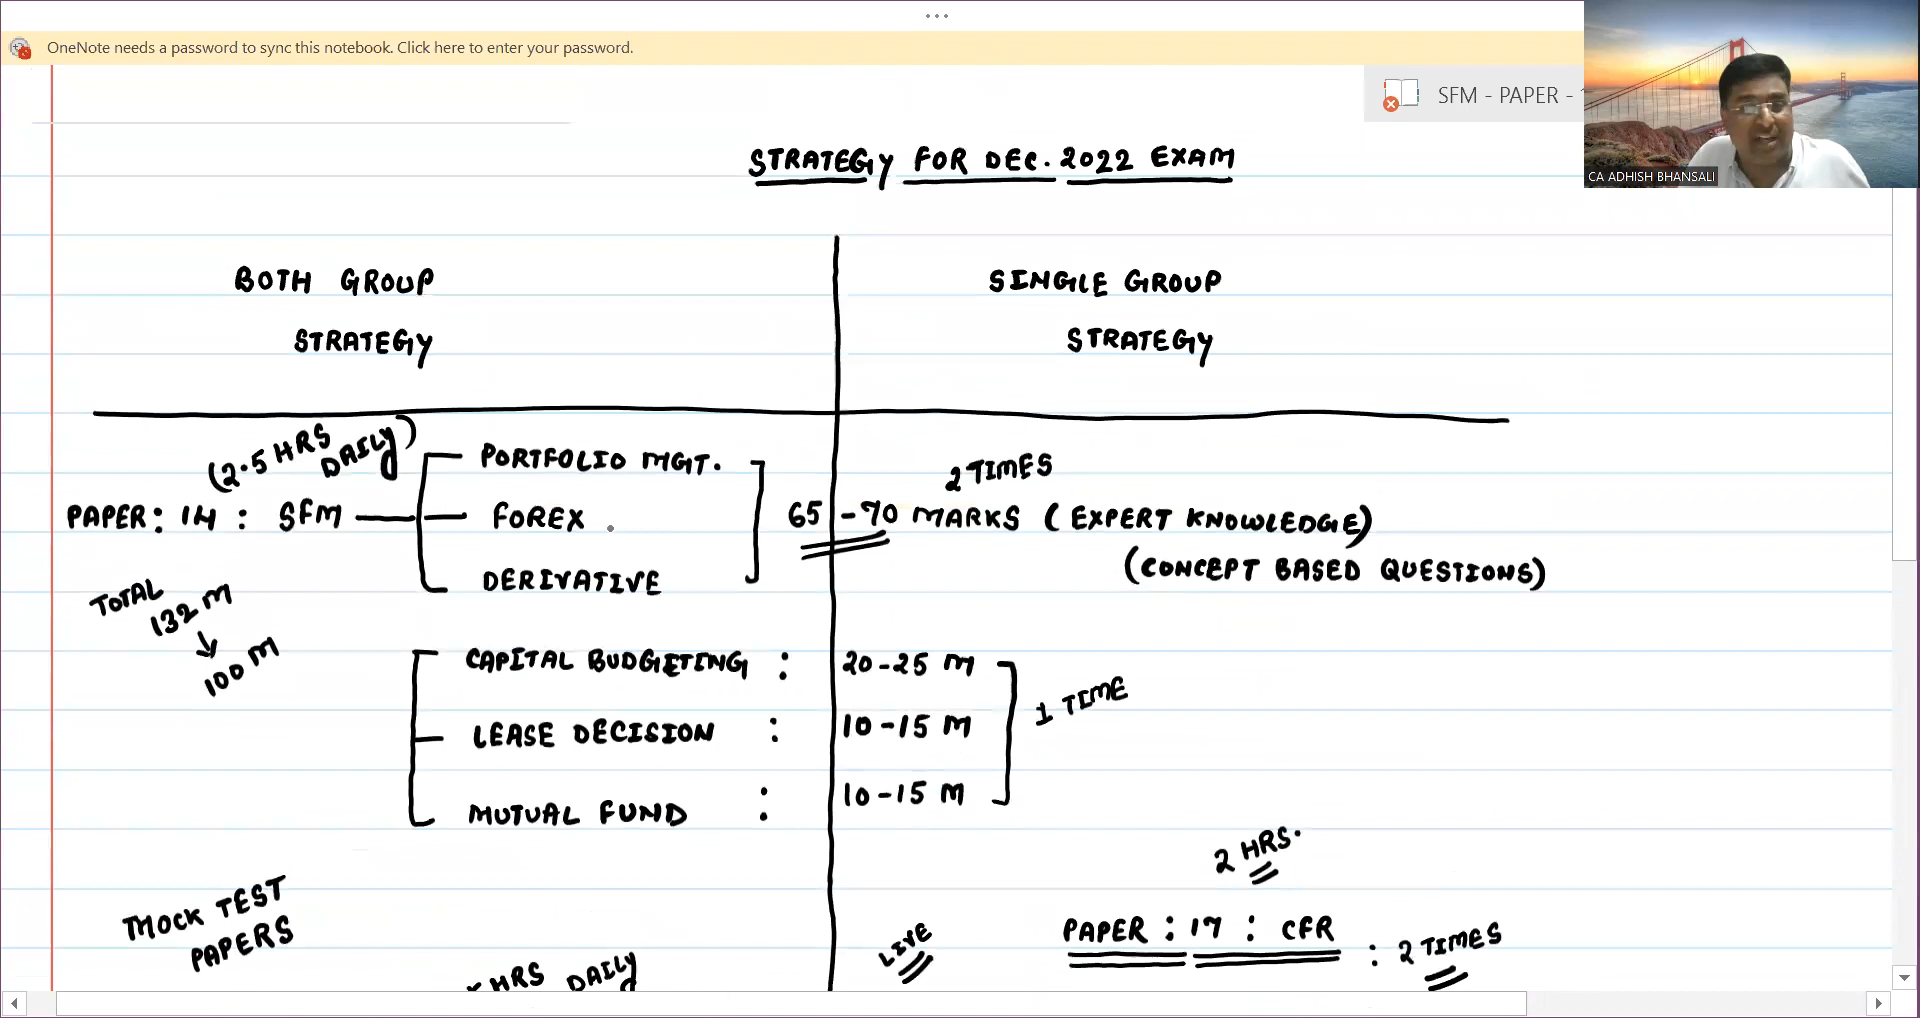 OneNote needs a password to sync this notebook. Click here to enter your password.
SFM - PAPER -
CA ADHISH BHANSALI
STRATEGY FOR DEC. 2022 EXAM
BOTH GROUP
STRATEGY
SINGLE GROUP
STRATEGY
(2.5 HRS
DAILY)
PAPER: 14 : SFM
PORTFOLIO MGT.
FOREX
DERIVATIVE
2 TIMES
65 - 70 MARKS (EXPERT KNOWLEDGE)
(CONCEPT BASED QUESTIONS)
TOTAL
132 M
↓
100 M
CAPITAL BUDGETING : 20 - 25 M
LEASE DECISION : 10 - 15 M
MUTUAL FUND : 10 - 15 M
1 TIME
MOCK TEST
PAPERS
HRS DAILY
LIVE
2 HRS.
PAPER : 17 : CFR : 2 TIMES